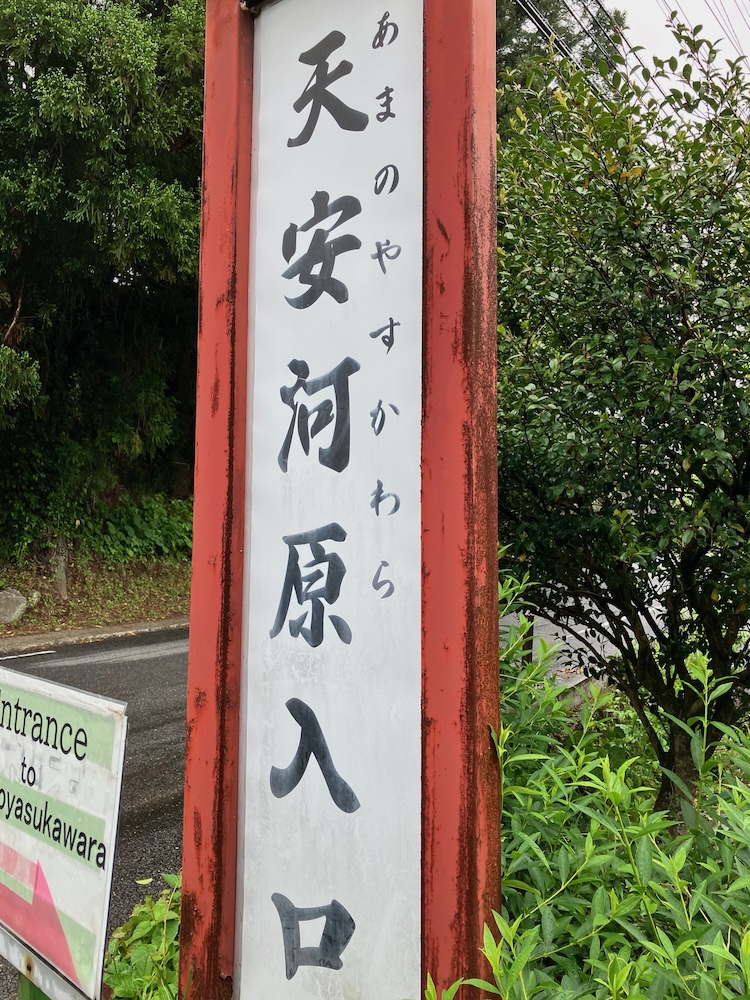 天安河原入口
あまのやすかわら
ntrance
to
oyasukawara